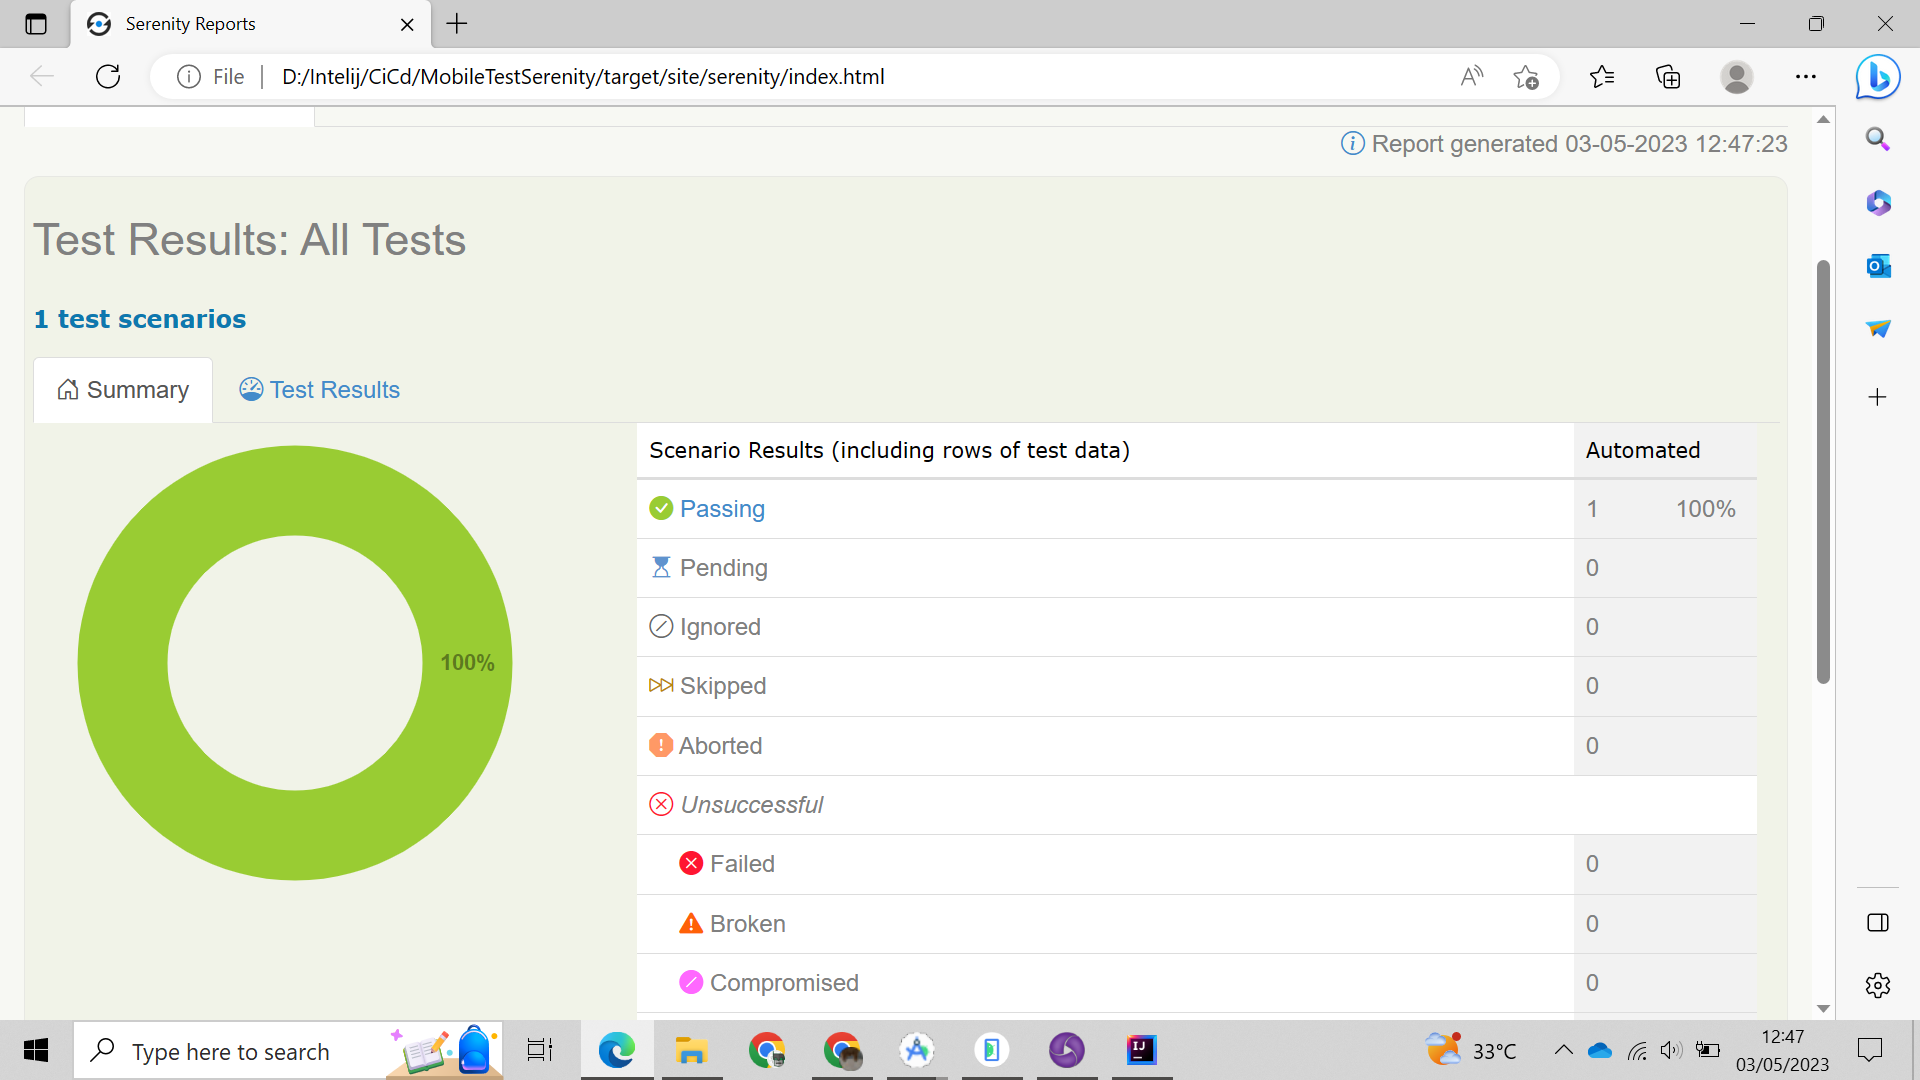 Serenity Reports
File
D:/Intelij/CiCd/MobileTestSerenity/target/site/serenity/index.html
Report generated 03-05-2023 12:47:23
Test Results: All Tests
1 test scenarios
Summary
Test Results
Scenario Results (including rows of test data) Automated
Passing 1 100%
Pending 0
Ignored 0
Skipped 0
Aborted 0
Unsuccessful
Failed 0
Broken 0
Compromised 0
100%
Type here to search
33°C
12:47
03/05/2023